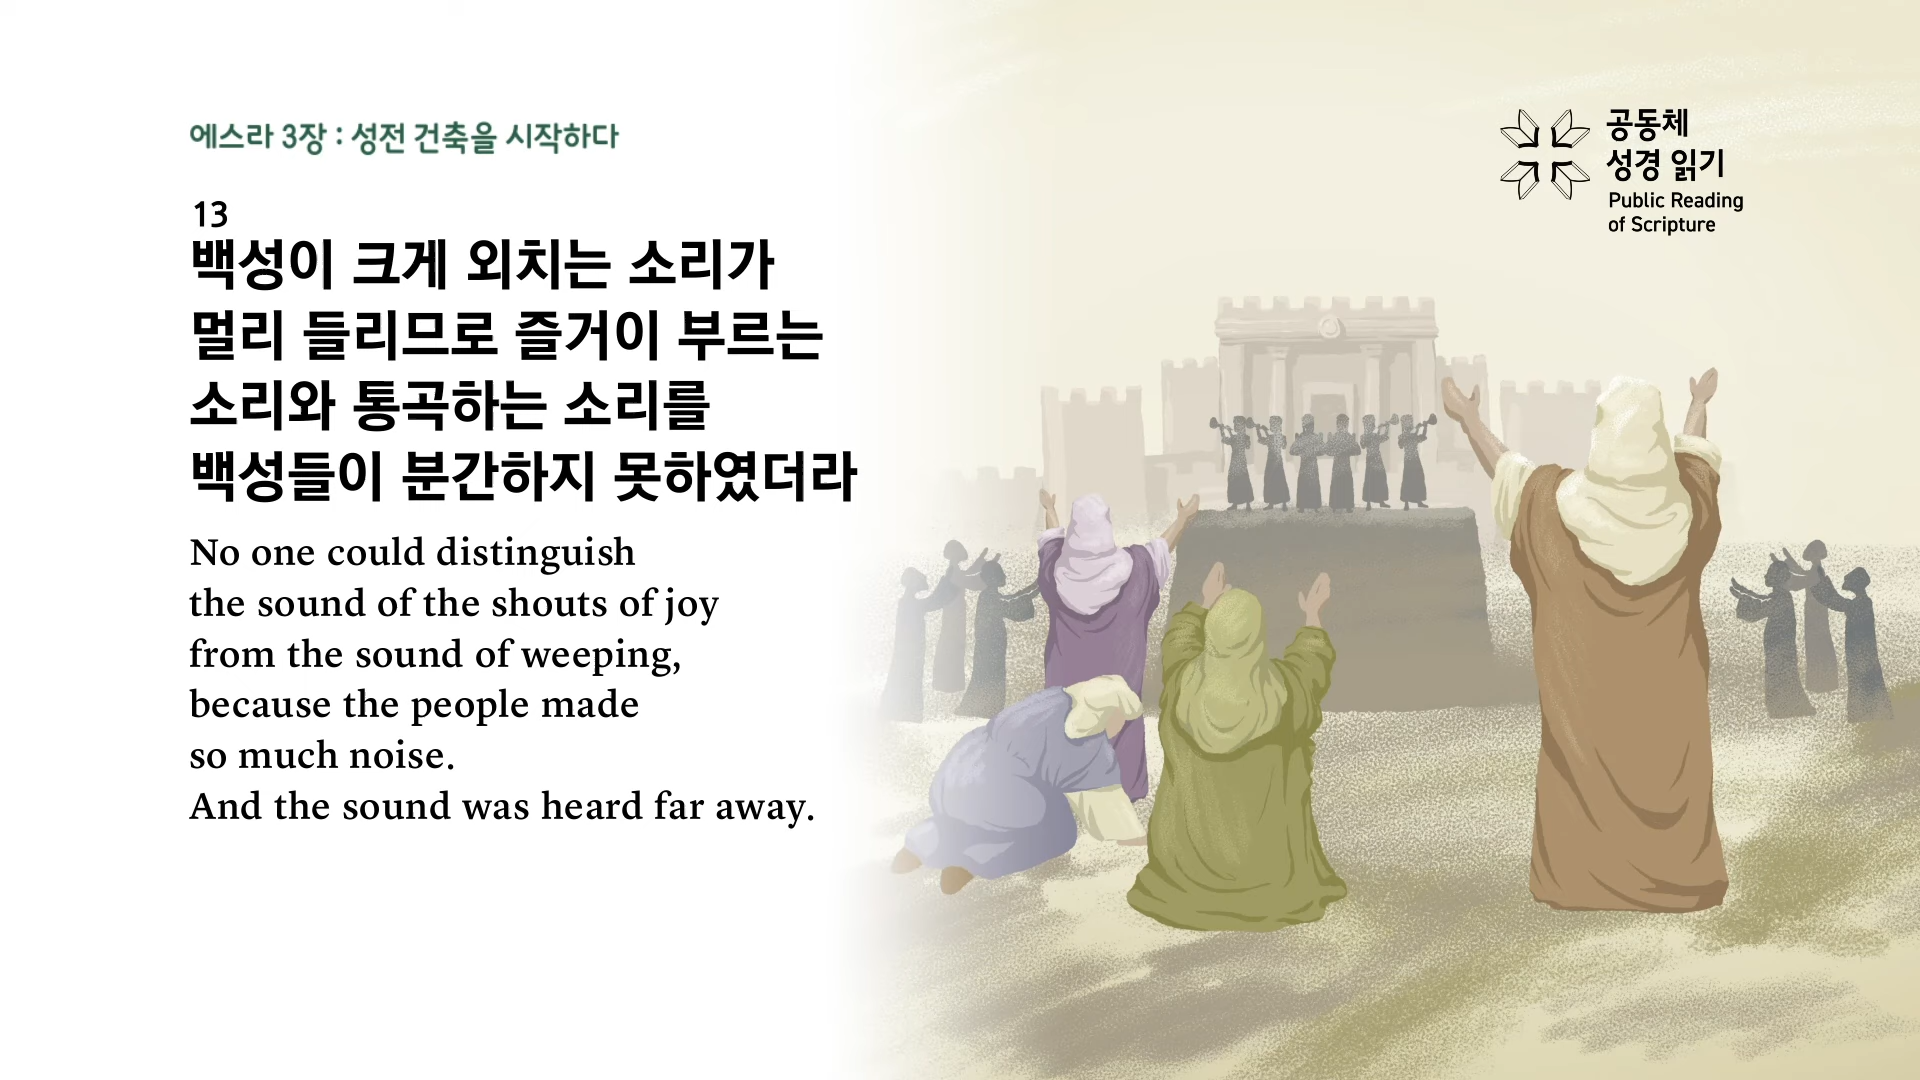 에스라 3장 : 성전 건축을 시작하다
13
백성이 크게 외치는 소리가
멀리 들리므로 즐거이 부르는
소리와 통곡하는 소리를
백성들이 분간하지 못하였더라
No one could distinguish
the sound of the shouts of joy
from the sound of weeping,
because the people made
so much noise.
And the sound was heard far away.
공동체
성경 읽기
Public Reading
of Scripture